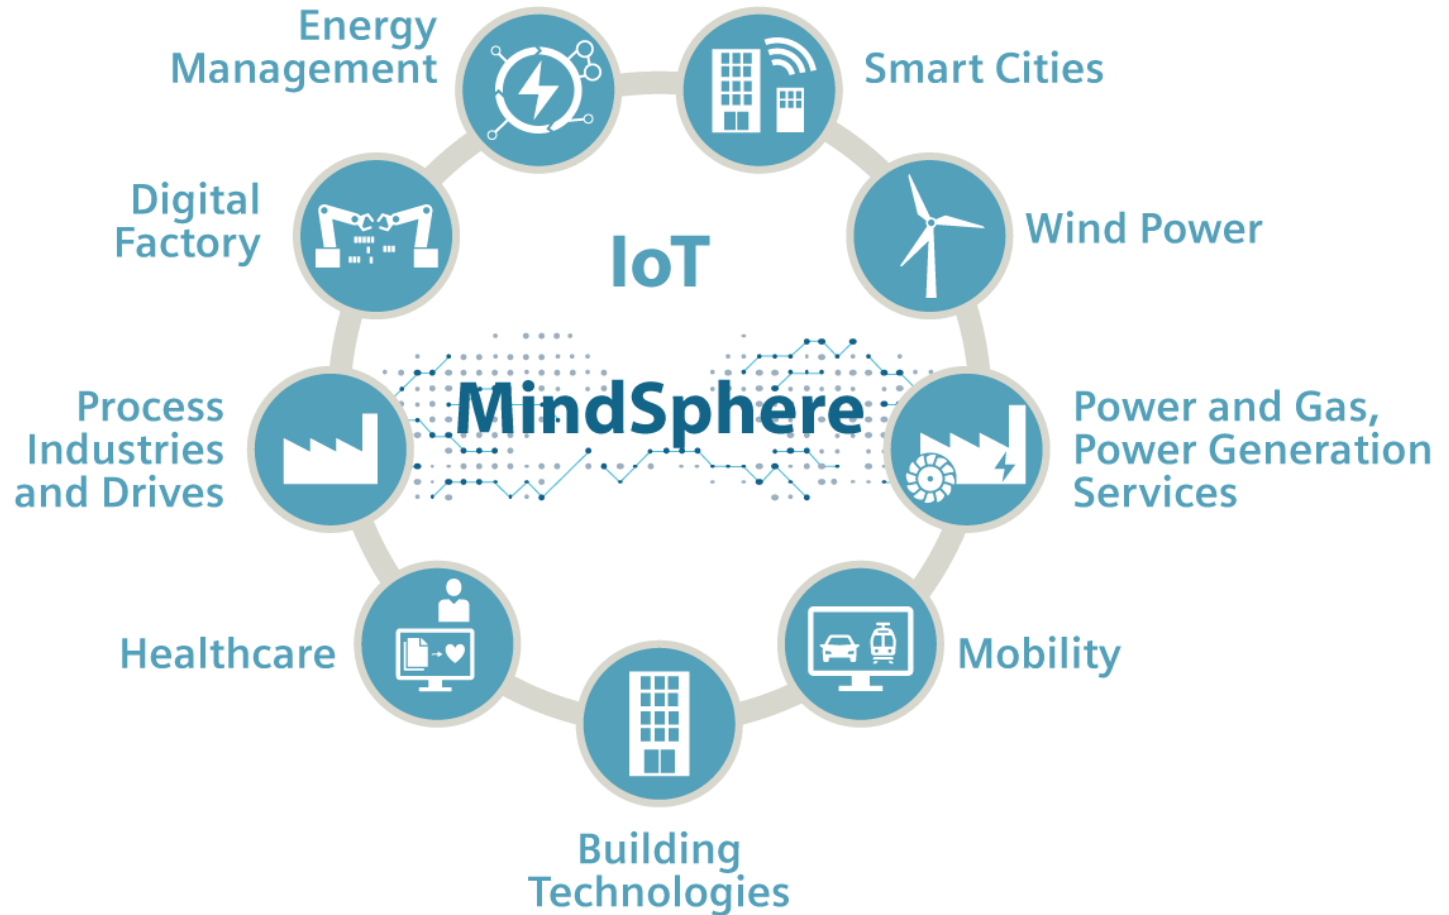 Energy
Management
Smart Cities
Digital
Factory
Wind Power
IoT
MindSphere
Process
Industries
and Drives
Power and Gas,
Power Generation
Services
Healthcare
Mobility
Building
Technologies